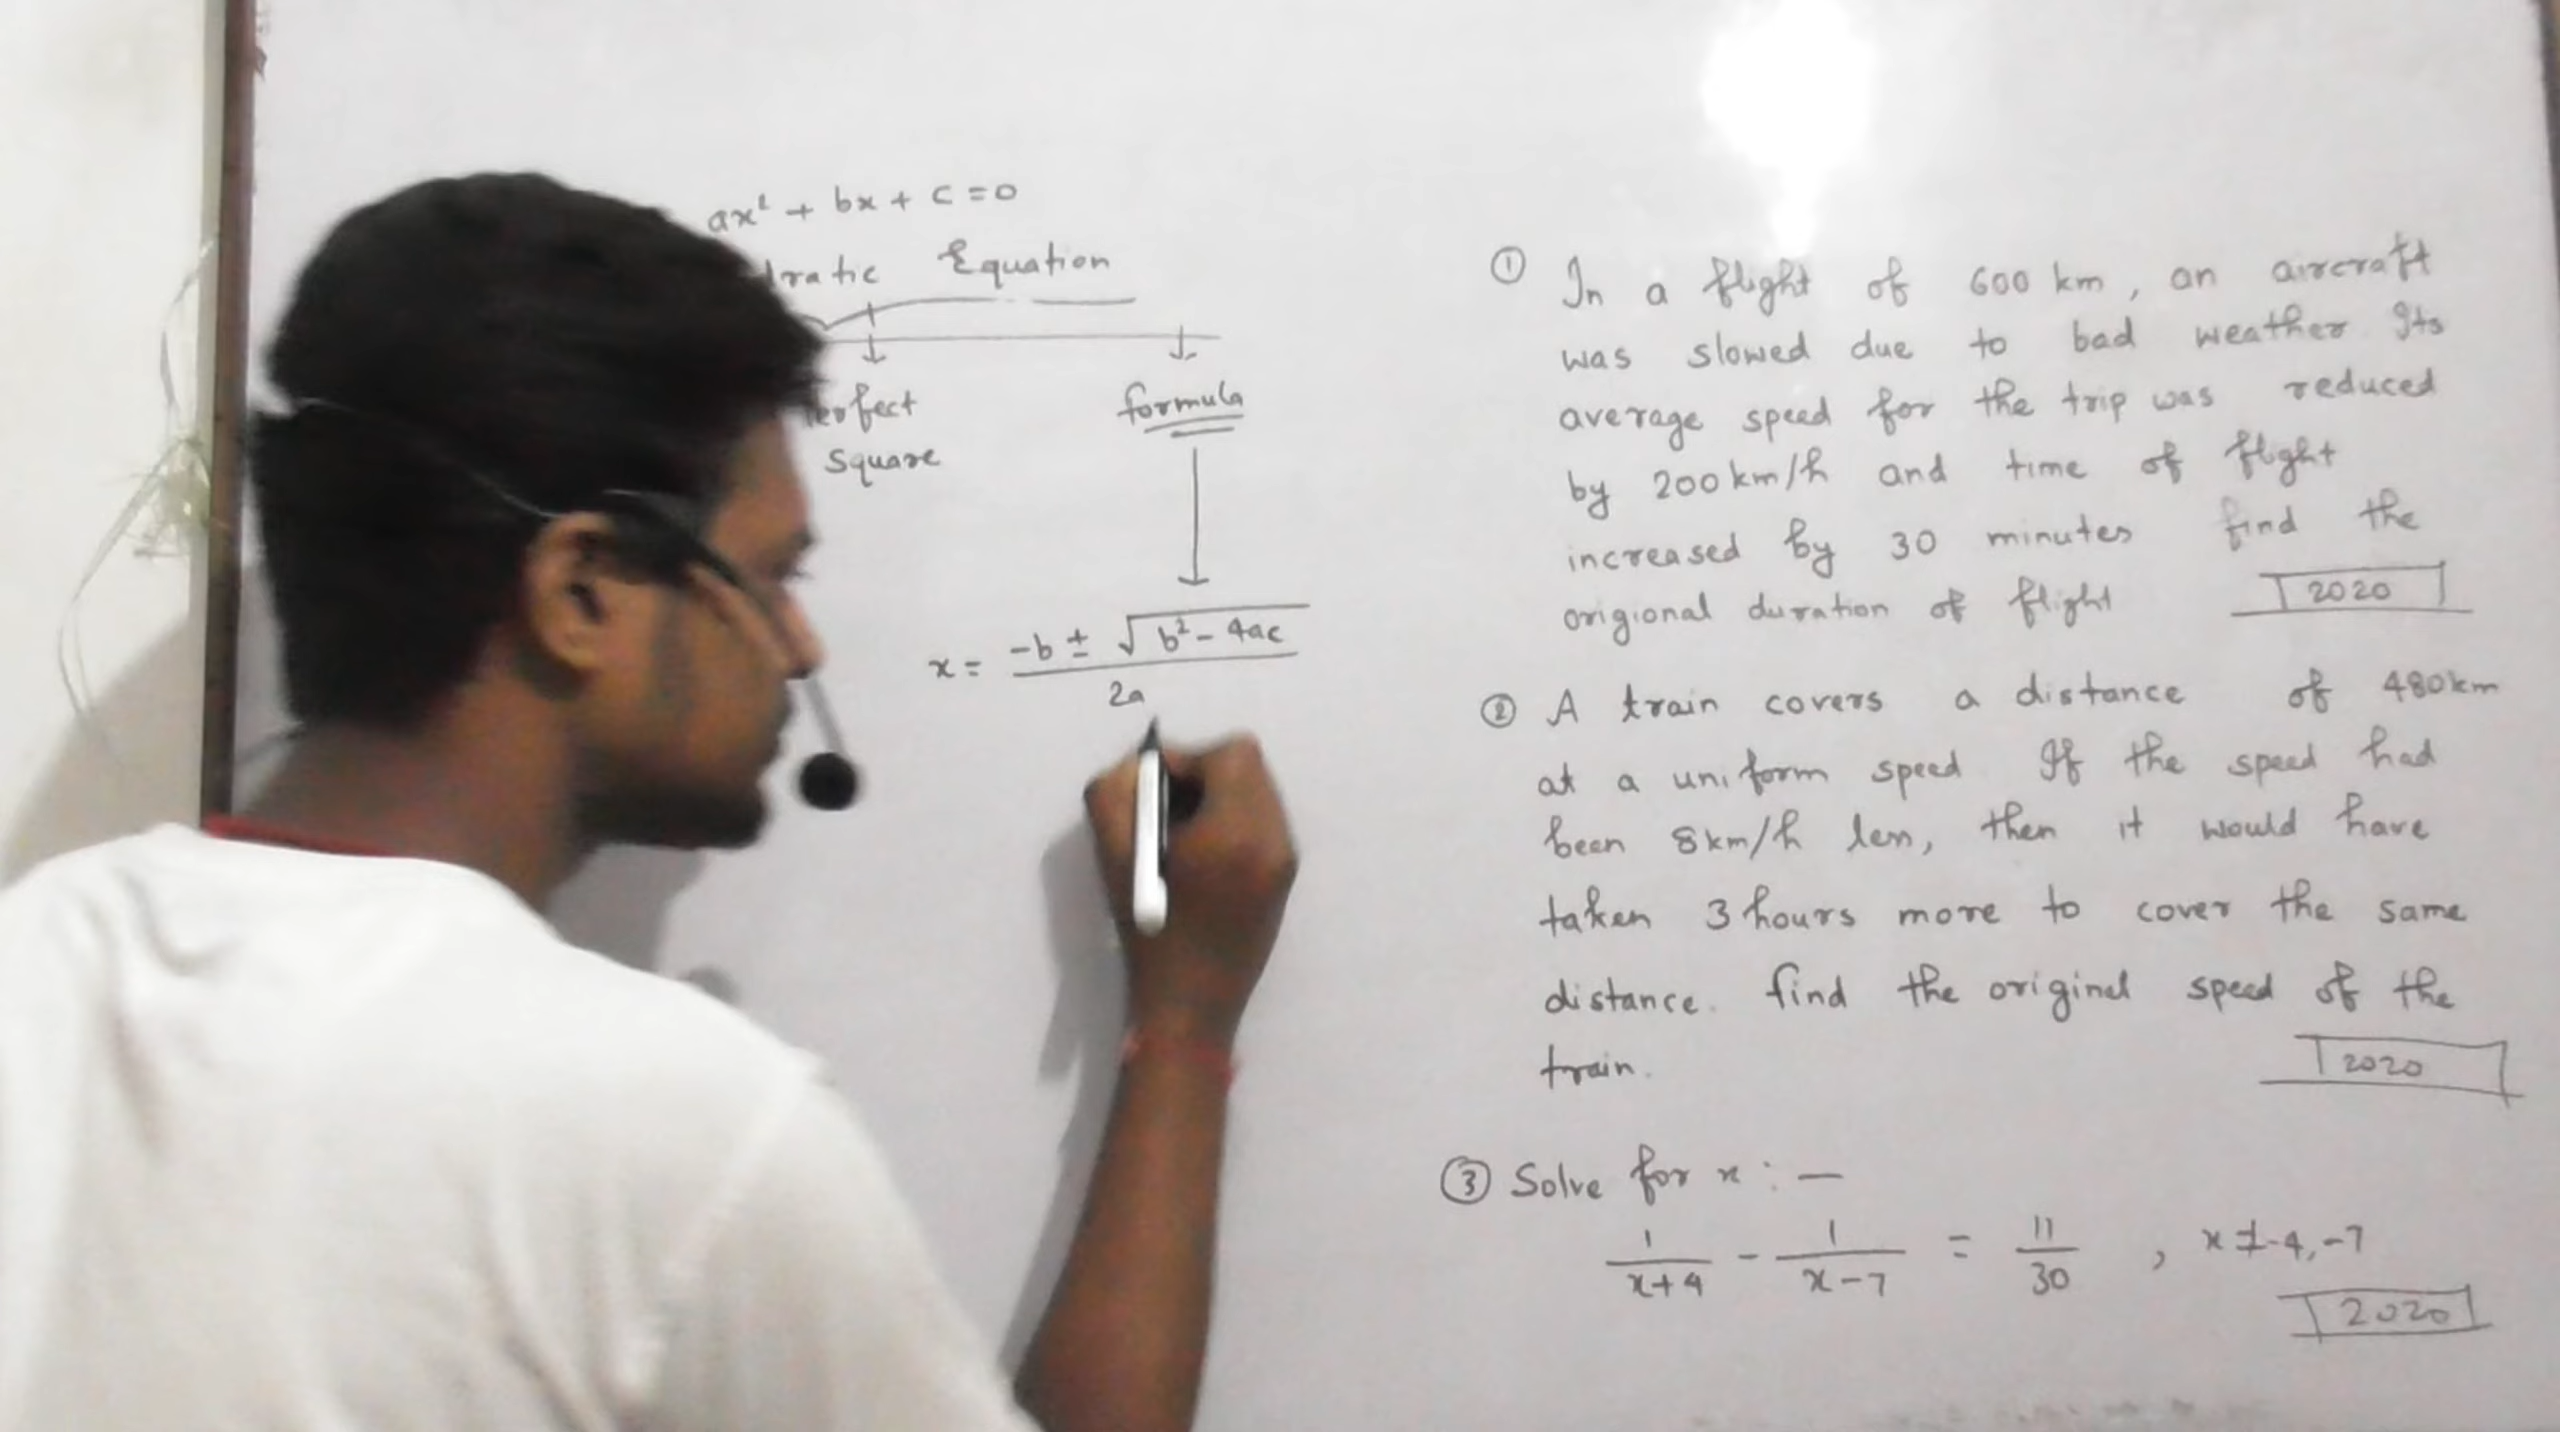 ax² + bx + c = 0
dratic Equation
erfect
square
formula
x = -b ± √b² - 4ac / 2a
① In a flight of 600 km, an aircraft
was slowed due to bad weather Its
average speed for the trip was reduced
by 200 km/h and time of flight
increased by 30 minutes find the
origional duration of flight
2020
② A train covers a distance of 480km
at a uniform speed If the speed had
been 8km/h less, then it would have
taken 3 hours more to cover the same
distance. find the original speed of the
train.
2020
③ Solve for x : —
1/x+4 - 1/x-7 = 11/30 , x ≠ -4, -7
2020